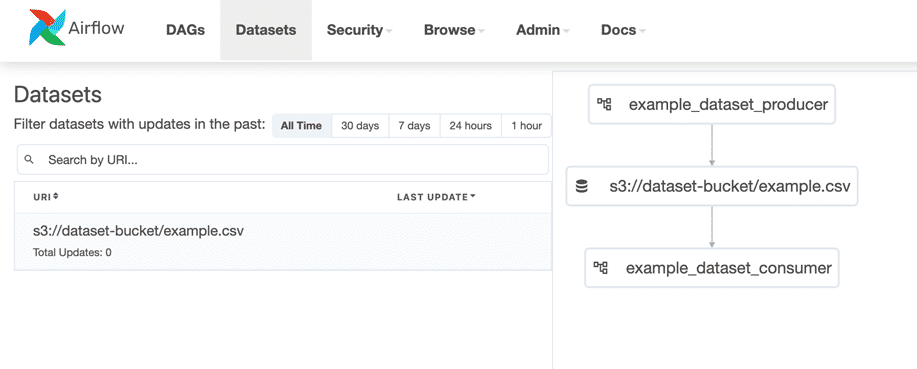 Airflow DAGs Datasets Security Browse Admin Docs
Datasets
Filter datasets with updates in the past: All Time 30 days 7 days 24 hours 1 hour
Search by URI...
URI LAST UPDATE
s3://dataset-bucket/example.csv
Total Updates: 0
example_dataset_producer
s3://dataset-bucket/example.csv
example_dataset_consumer